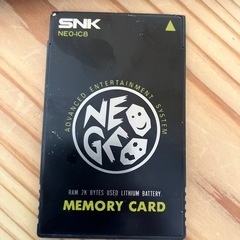 SNK
NEO-IC8
ADVANCED ENTERTAINMENT SYSTEM
NEO
GEO
RAM 2K BYTES USED LITHIUM BATTERY.
MEMORY CARD